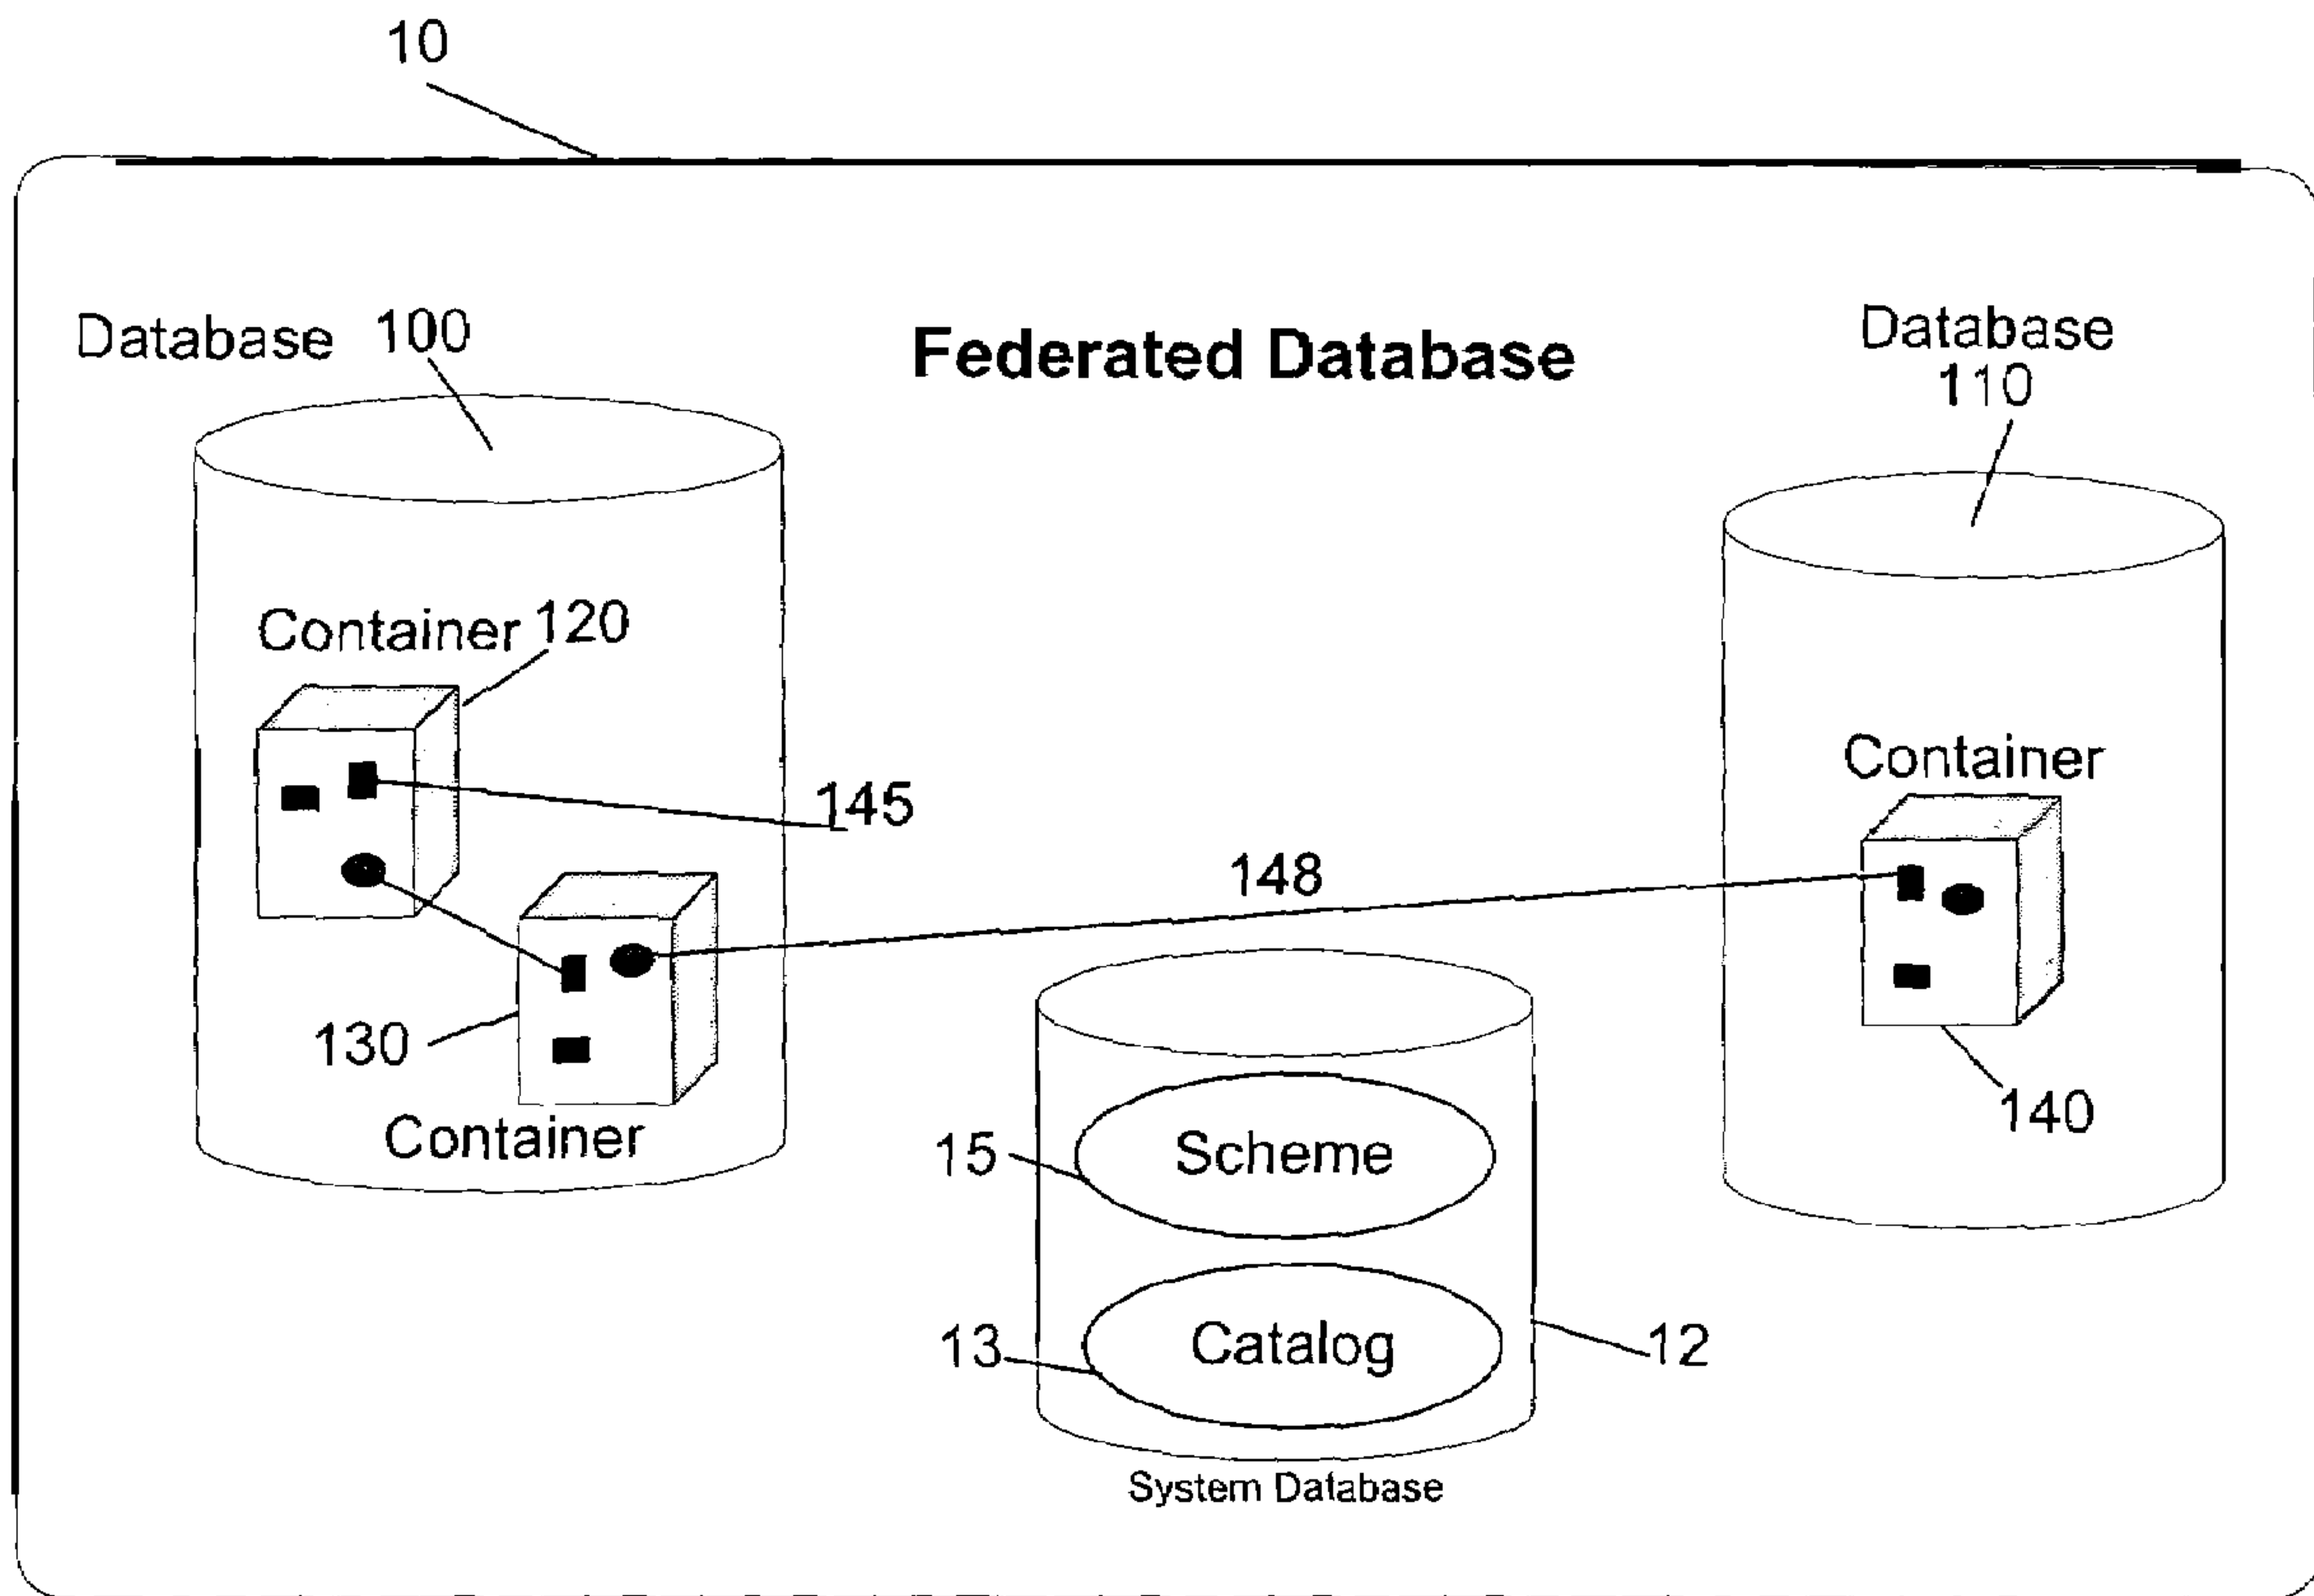 10
Database 100
Federated Database
Database
110
Container 120
Container
145
148
130
Container
140
15
Scheme
13
Catalog
12
System Database